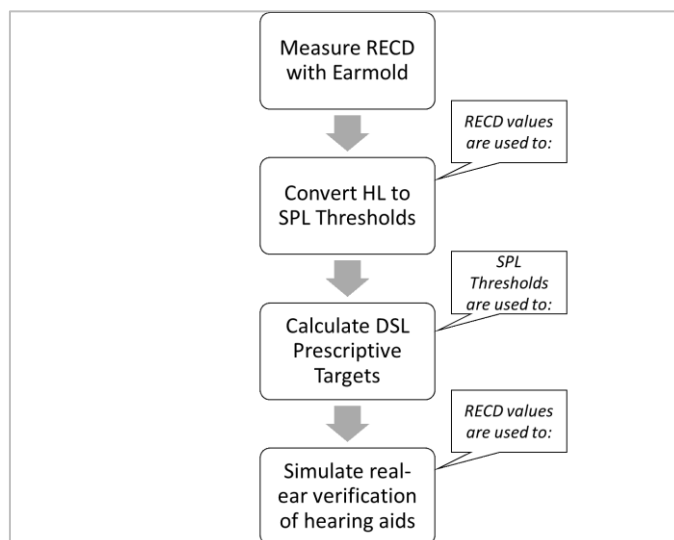 Measure RECD
with Earmold
RECD values
are used to:
Convert HL to
SPL Thresholds
SPL
Thresholds
are used to:
Calculate DSL
Prescriptive
Targets
RECD values
are used to:
Simulate real-
ear verification
of hearing aids